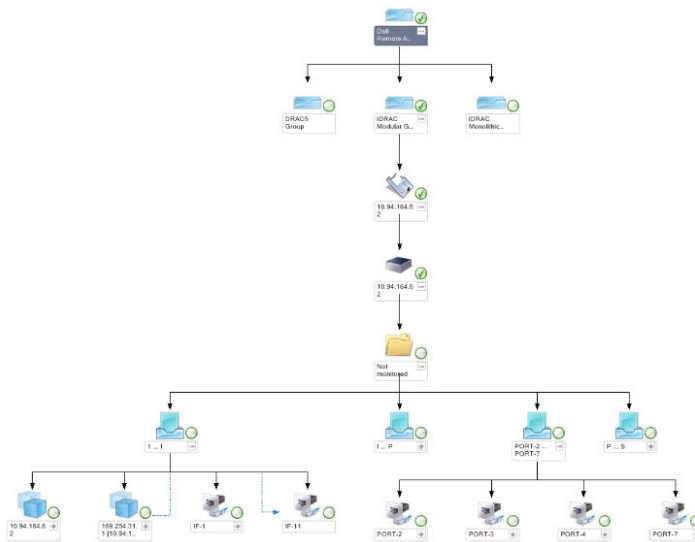 Dell
Remote A..
DRAC5
Group
iDRAC
Modular G...
iDRAC
Monolithic...
10.94.164.6
2
10.94.164.6
2
Not
monitored
1 ... I
I ... P
PORT-2 ...
PORT-7
P ... S
10.94.164.6
2
169.254.31.
1 [10.94.1...
IF-1
IF-11
PORT-2
PORT-3
PORT-4
PORT-7